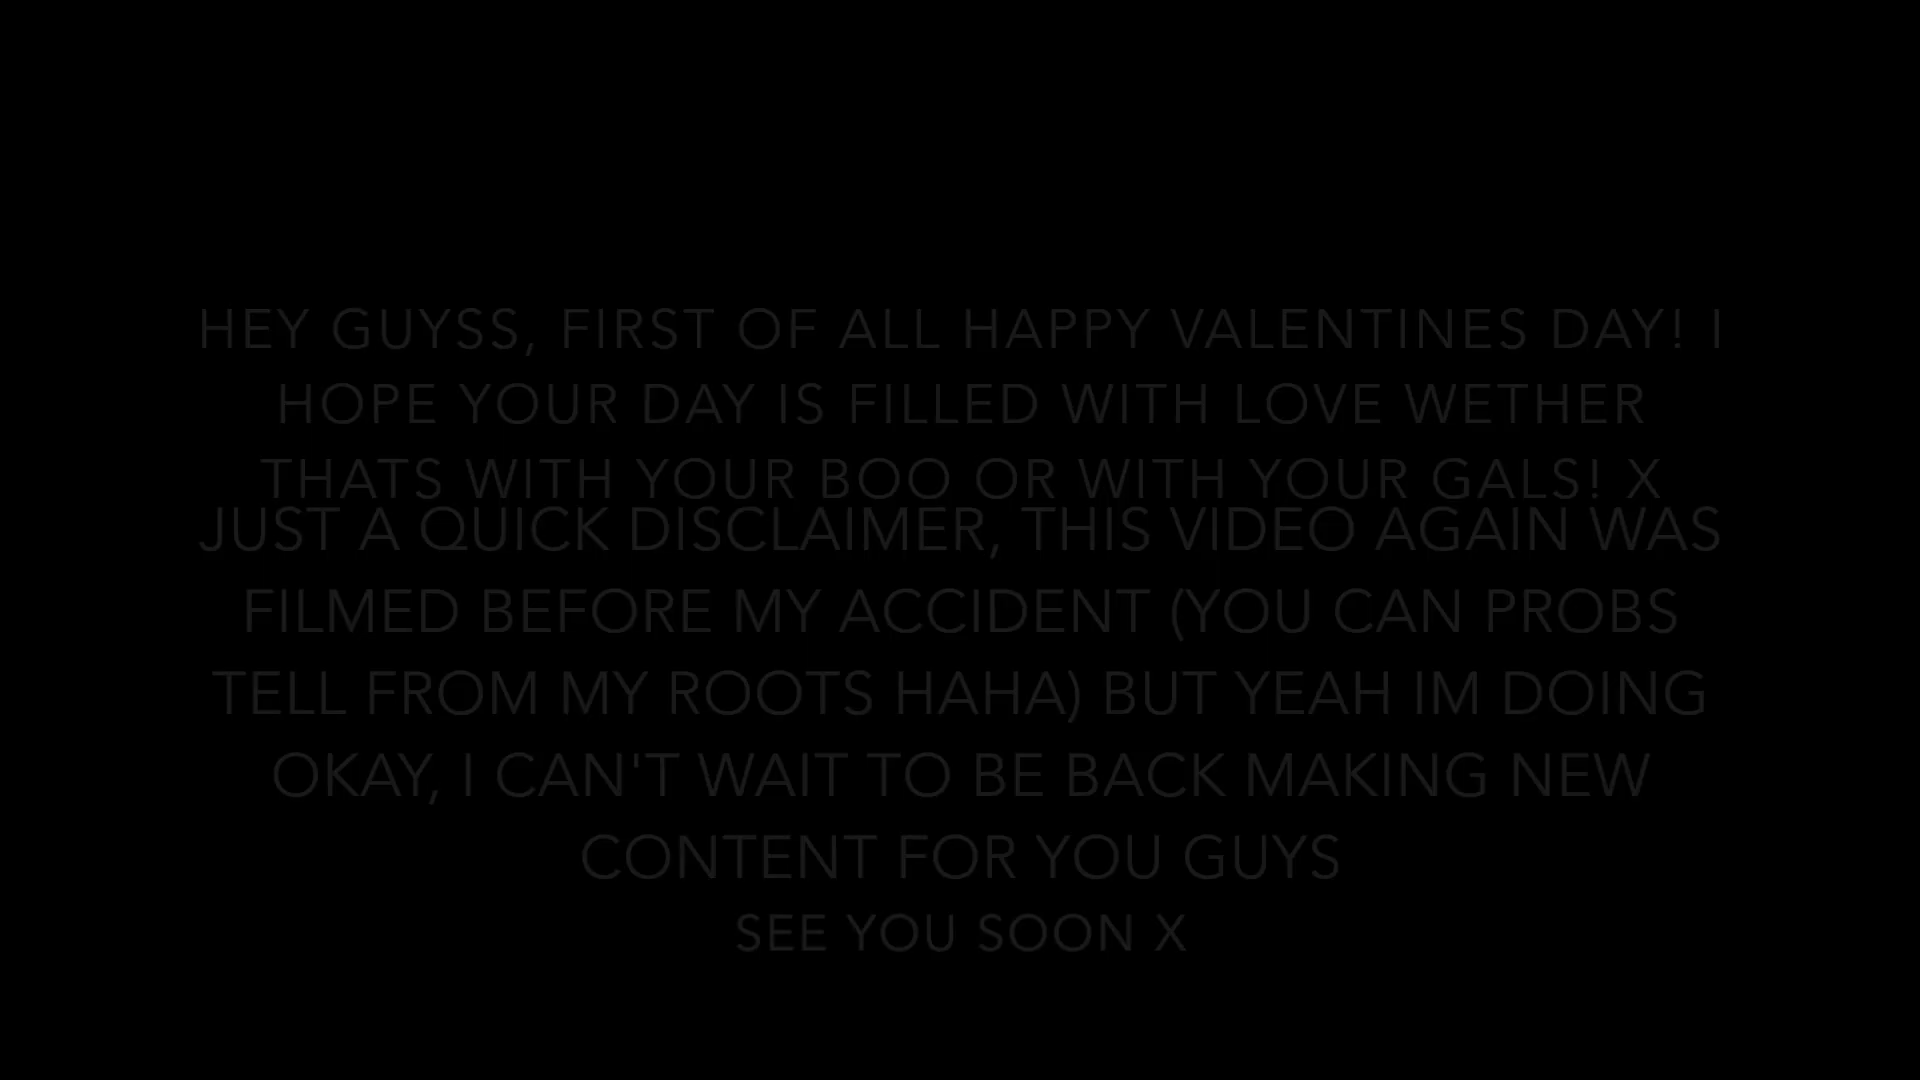 HEY GUYSS, FIRST OF ALL HAPPY VALENTINES DAY! I
HOPE YOUR DAY IS FILLED WITH LOVE WETHER
THATS WITH YOUR BOO OR WITH YOUR GALS! X
JUST A QUICK DISCLAIMER, THIS VIDEO AGAIN WAS
FILMED BEFORE MY ACCIDENT (YOU CAN PROBS
TELL FROM MY ROOTS HAHA) BUT YEAH IM DOING
OKAY, I CAN'T WAIT TO BE BACK MAKING NEW
CONTENT FOR YOU GUYS
SEE YOU SOON X